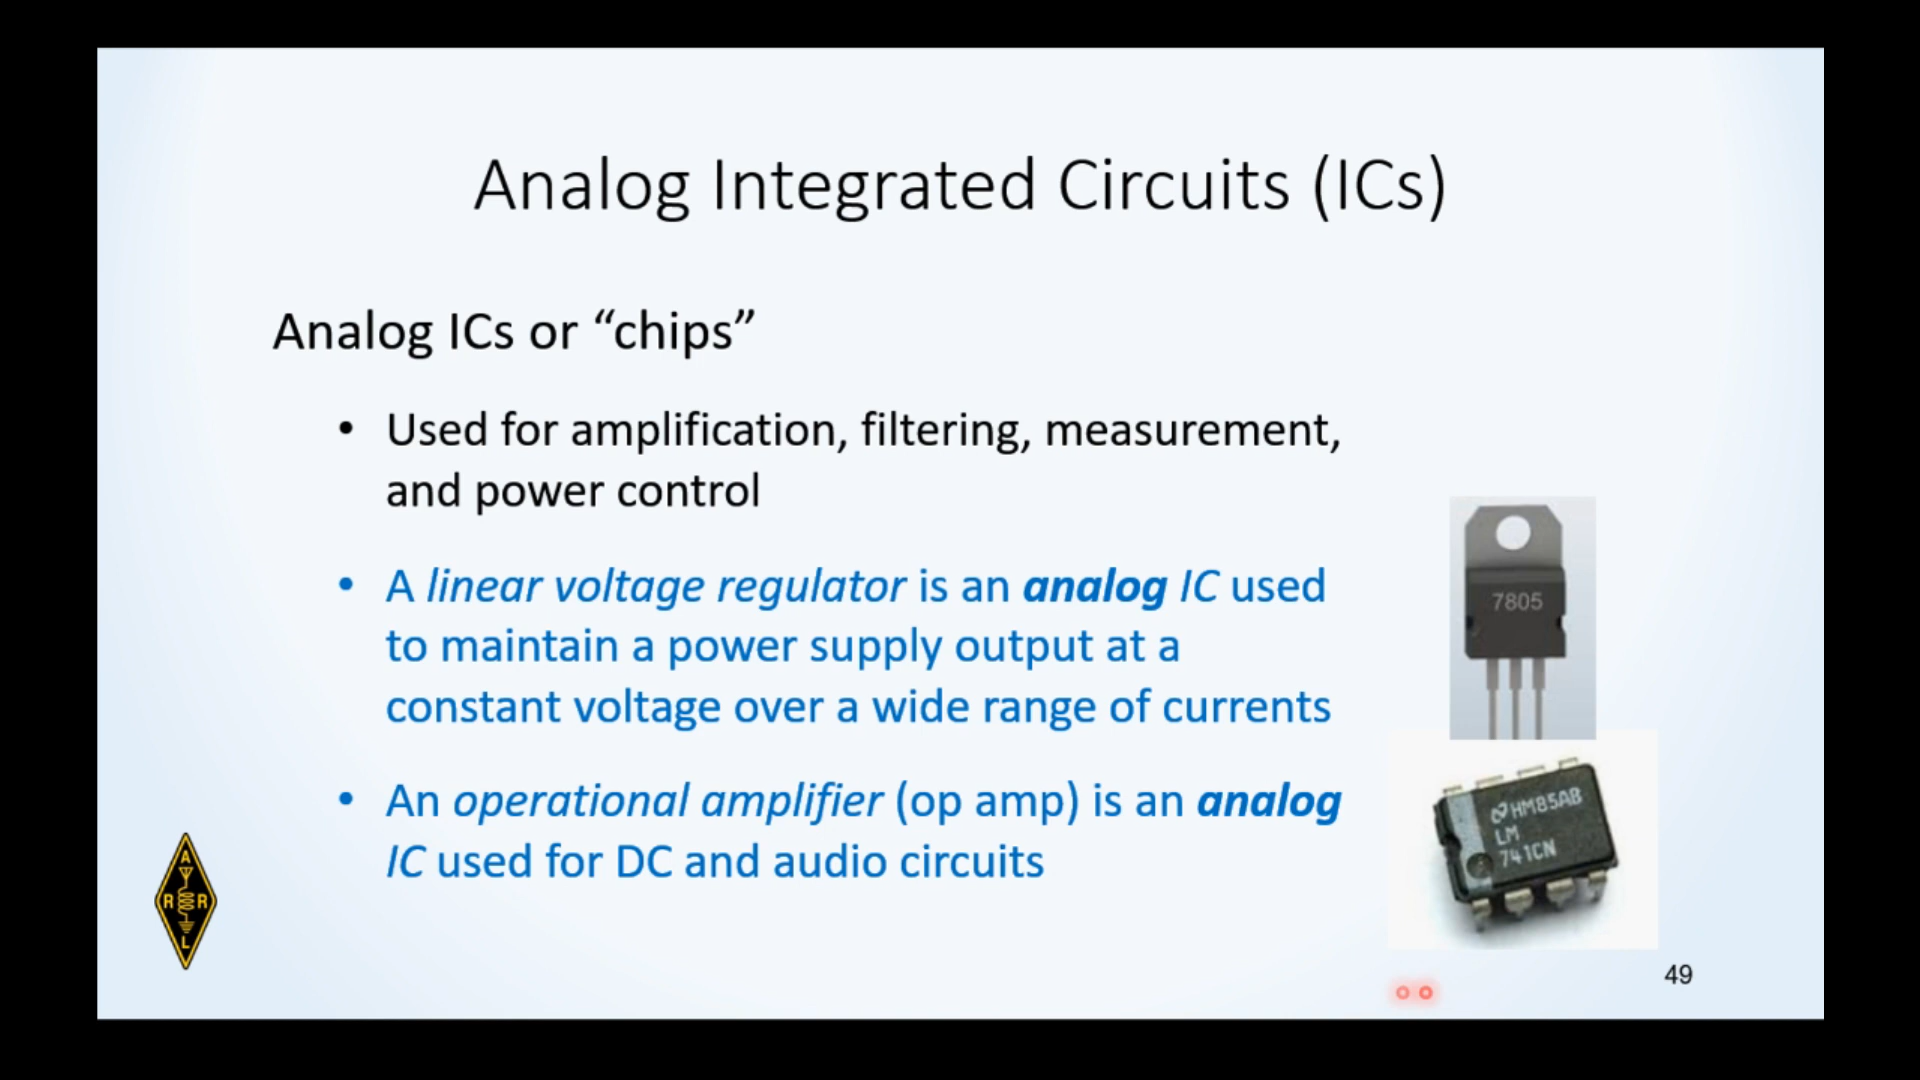 Analog Integrated Circuits (ICs)
Analog ICs or “chips”
• Used for amplification, filtering, measurement,
and power control
• A linear voltage regulator is an analog IC used
to maintain a power supply output at a
constant voltage over a wide range of currents
• An operational amplifier (op amp) is an analog
IC used for DC and audio circuits
7805
HM85AB
LM
741CN
A
R R
L
49